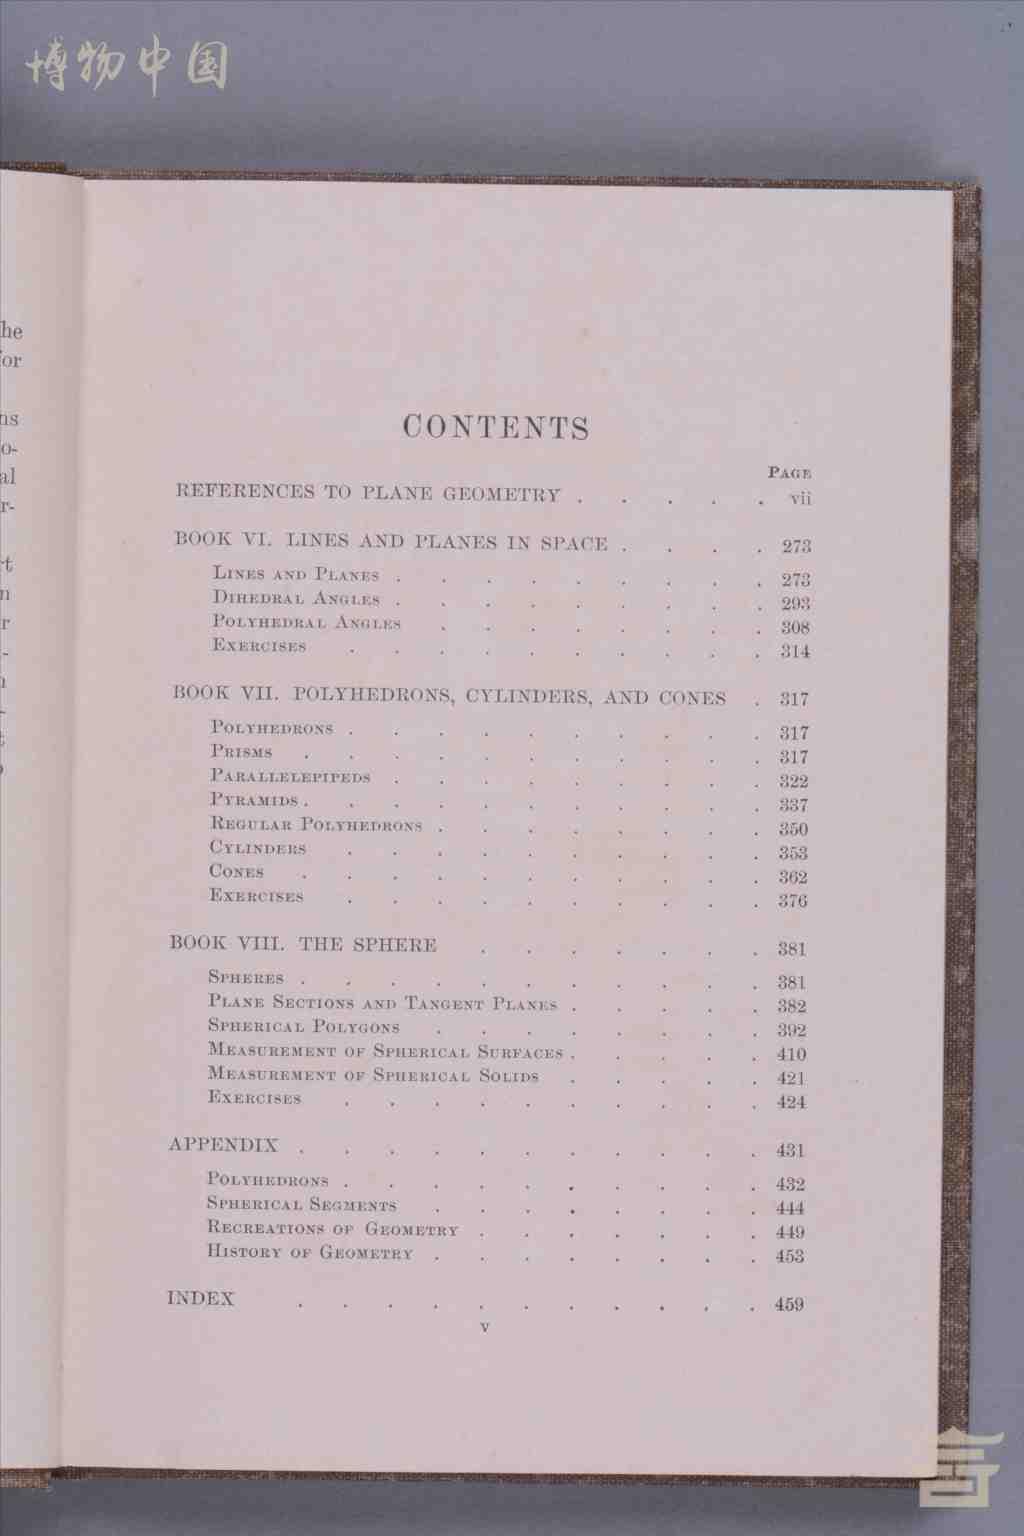 博物中国
he
for
ns
o-
al
r-
rt
n
r
-
CONTENTS
PAGE
REFERENCES TO PLANE GEOMETRY . . . . . vii
BOOK VI. LINES AND PLANES IN SPACE . . . . 273
LINES AND PLANES . . . . . . . . . 273
DIHEDRAL ANGLES . . . . . . . . . 293
POLYHEDRAL ANGLES . . . . . . . . 308
EXERCISES . . . . . . . . . . 314
BOOK VII. POLYHEDRONS, CYLINDERS, AND CONES . 317
POLYHEDRONS . . . . . . . . . . 317
PRISMS . . . . . . . . . . . 317
PARALLELEPIPEDS . . . . . . . . . 322
PYRAMIDS . . . . . . . . . . . 337
REGULAR POLYHEDRONS . . . . . . . . 350
CYLINDERS . . . . . . . . . . 353
CONES . . . . . . . . . . . 362
EXERCISES . . . . . . . . . . 376
BOOK VIII. THE SPHERE . . . . . . . 381
SPHERES . . . . . . . . . . . 381
PLANE SECTIONS AND TANGENT PLANES . . . . . 382
SPHERICAL POLYGONS . . . . . . . . 392
MEASUREMENT OF SPHERICAL SURFACES . . . . . 410
MEASUREMENT OF SPHERICAL SOLIDS . . . . . 421
EXERCISES . . . . . . . . . . 424
APPENDIX . . . . . . . . . . . 431
POLYHEDRONS . . . . . . . . . . 432
SPHERICAL SEGMENTS . . . . . . . . 444
RECREATIONS OF GEOMETRY . . . . . . . 449
HISTORY OF GEOMETRY . . . . . . . . 453
INDEX . . . . . . . . . . . 459
v